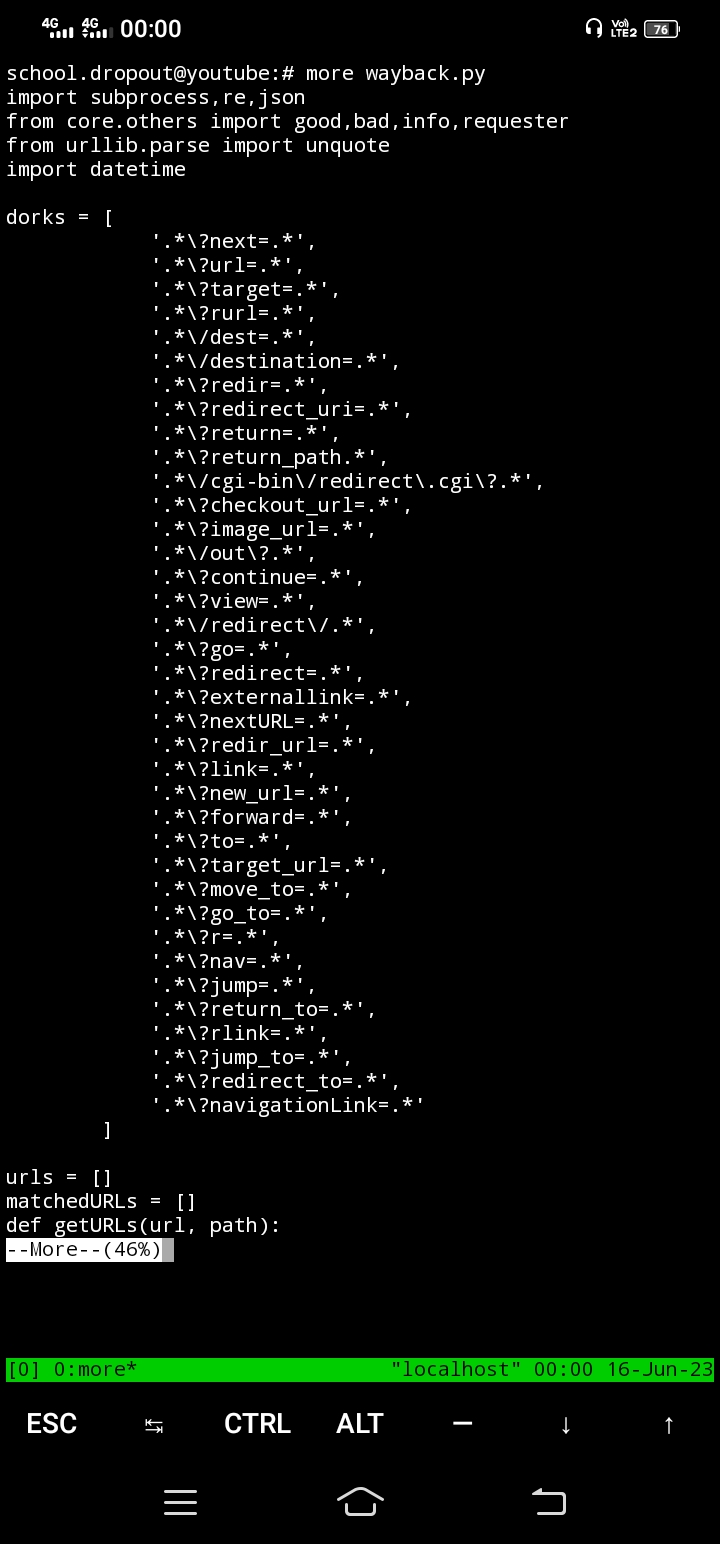 4G 4G 00:00 Vo) LTE2 76
school.dropout@youtube:# more wayback.py
import subprocess,re,json
from core.others import good,bad,info,requester
from urllib.parse import unquote
import datetime
dorks = [
'.*\?next=.*',
'.*\?url=.*',
'.*\?target=.*',
'.*\?rurl=.*',
'.*\/dest=.*',
'.*\/destination=.*',
'.*\?redir=.*',
'.*\?redirect_uri=.*',
'.*\?return=.*',
'.*\?return_path.*',
'.*\/cgi-bin\/redirect\.cgi\?.*',
'.*\?checkout_url=.*',
'.*\?image_url=.*',
'.*\/out\?.*',
'.*\?continue=.*',
'.*\?view=.*',
'.*\/redirect\/.*',
'.*\?go=.*',
'.*\?redirect=.*',
'.*\?externallink=.*',
'.*\?nextURL=.*',
'.*\?redir_url=.*',
'.*\?link=.*',
'.*\?new_url=.*',
'.*\?forward=.*',
'.*\?to=.*',
'.*\?target_url=.*',
'.*\?move_to=.*',
'.*\?go_to=.*',
'.*\?r=.*',
'.*\?nav=.*',
'.*\?jump=.*',
'.*\?return_to=.*',
'.*\?rlink=.*',
'.*\?jump_to=.*',
'.*\?redirect_to=.*',
'.*\?navigationLink=.*'
]
urls = []
matchedURLs = []
def getURLs(url, path):
--More--(46%)
[0] 0:more* "localhost" 00:00 16-Jun-23
ESC ↹ CTRL ALT — ↓ ↑